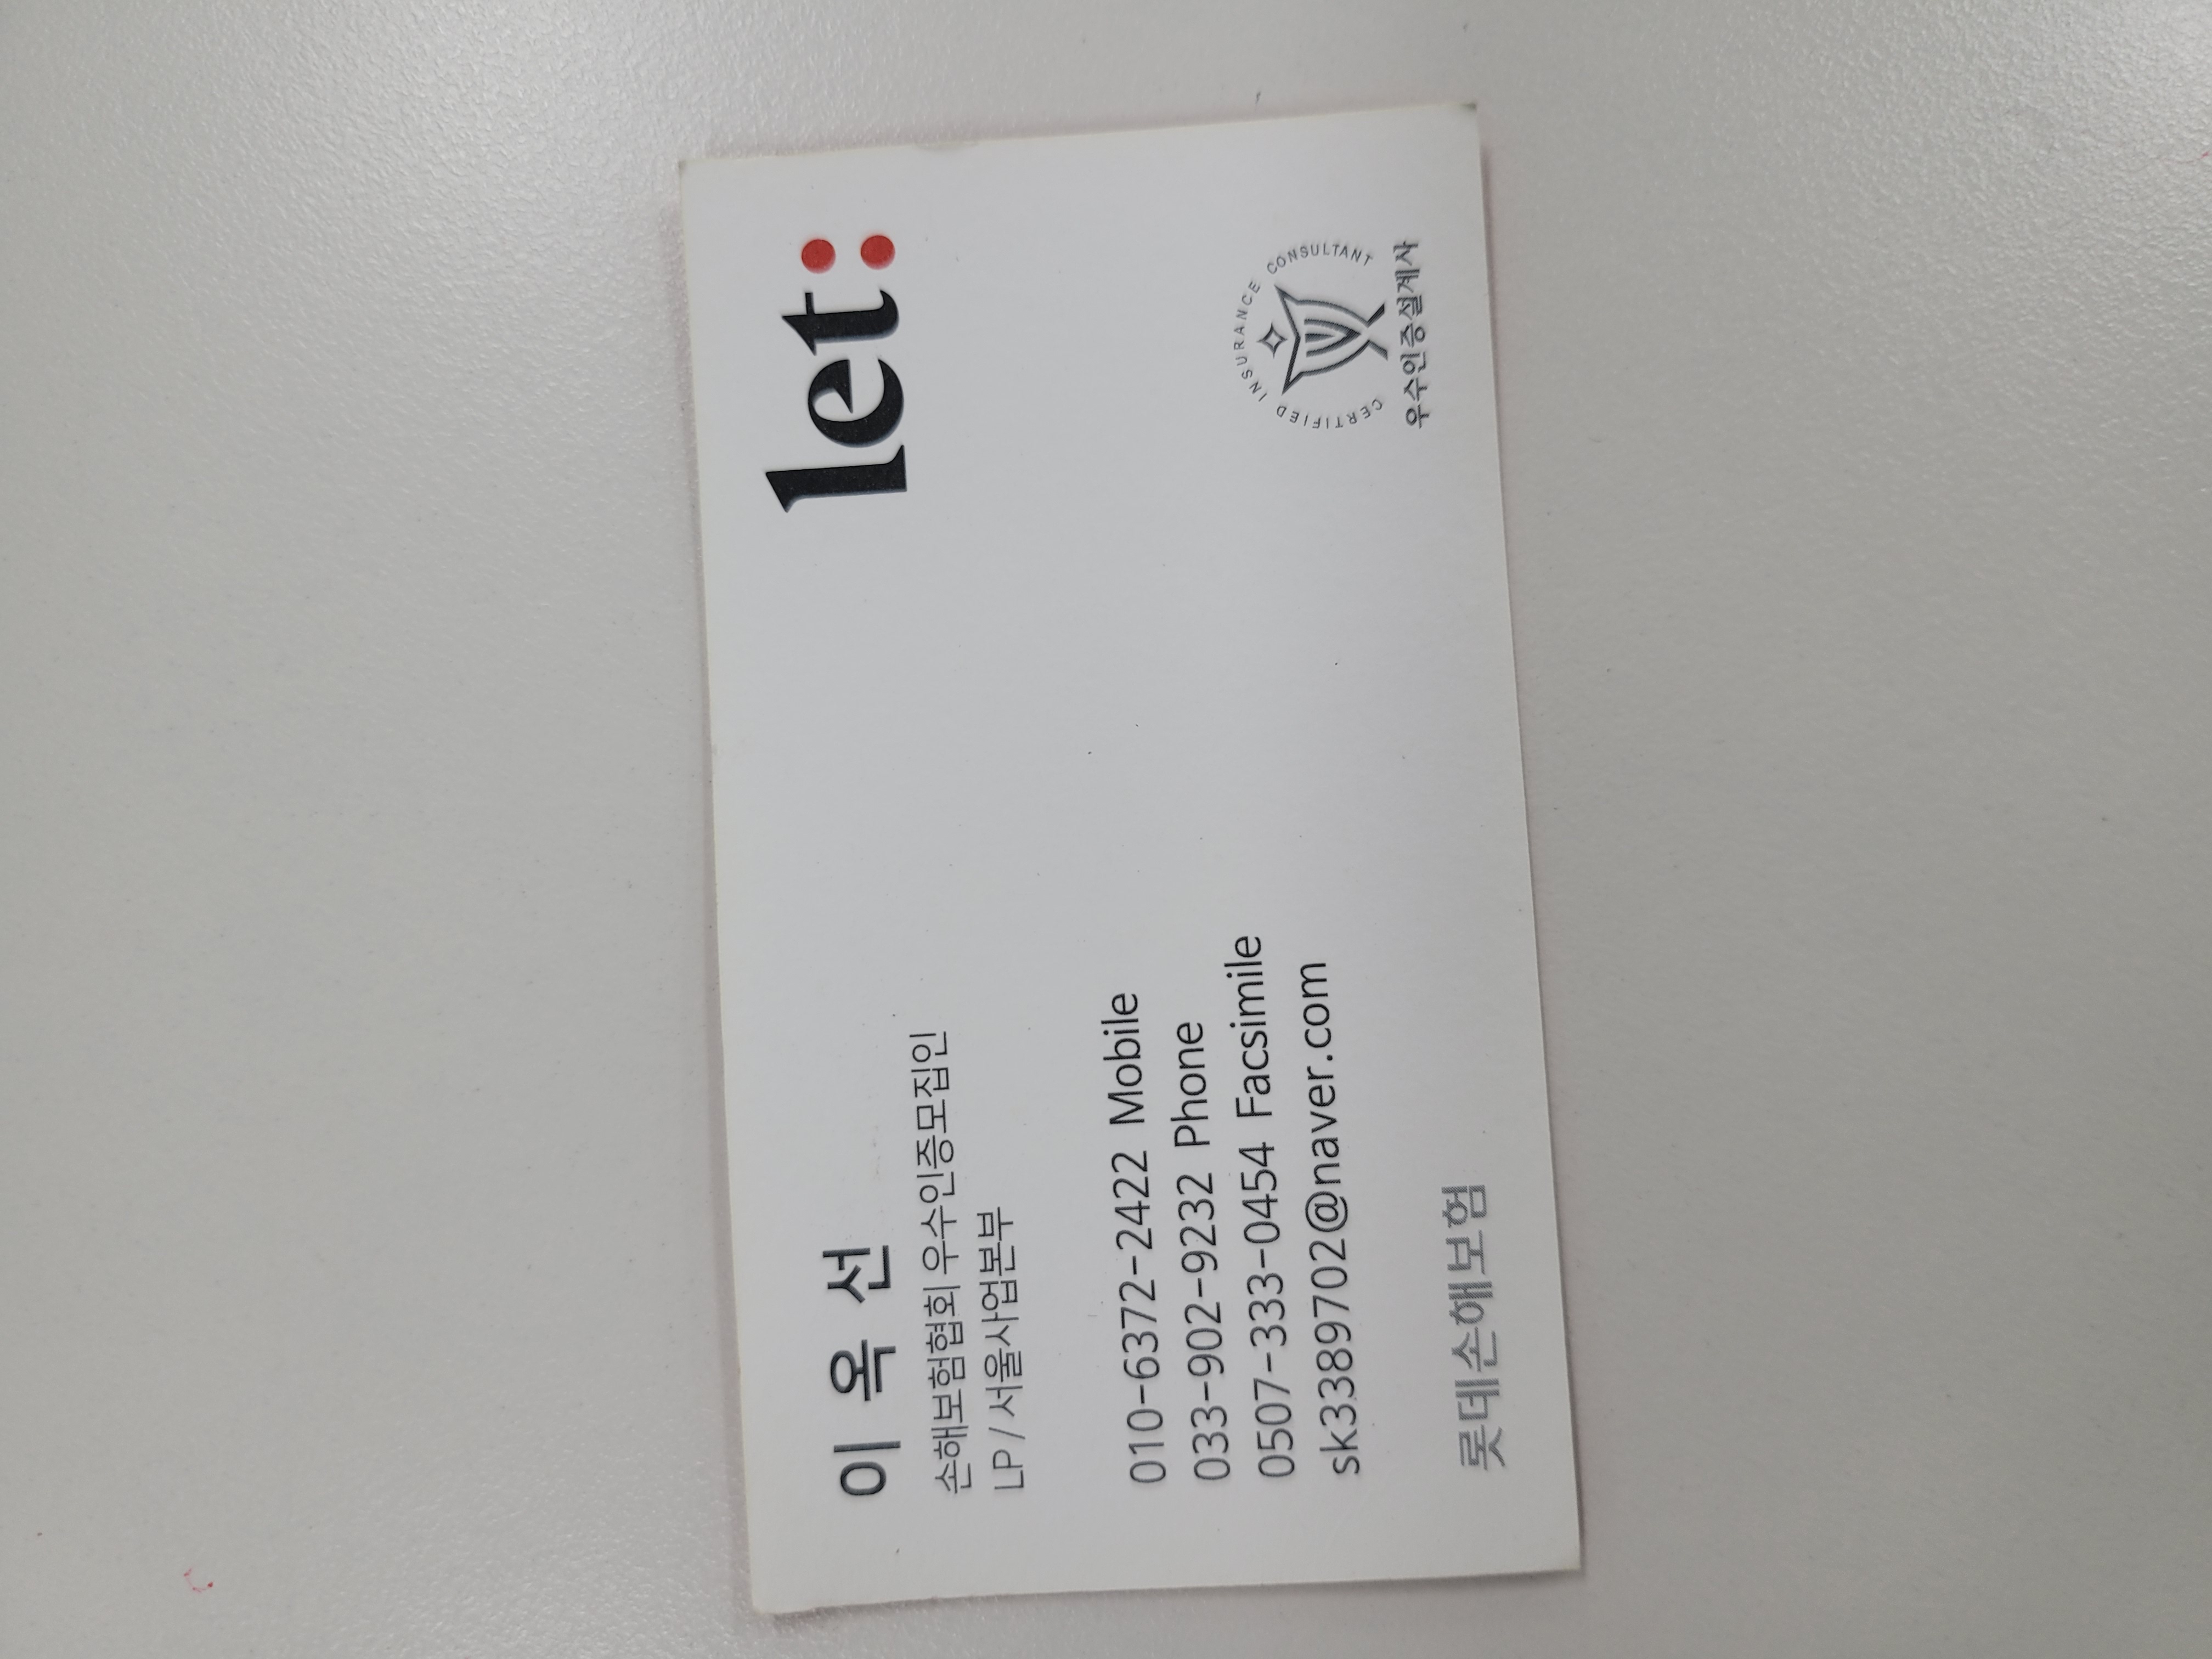 let:
이 옥 선
손해보험협회 우수인증모집인
LP / 서울사업본부
010-6372-2422 Mobile
033-902-9232 Phone
0507-333-0454 Facsimile
sk3389702@naver.com
롯데손해보험
CERTIFIED INSURANCE CONSULTANT
우수인증설계사